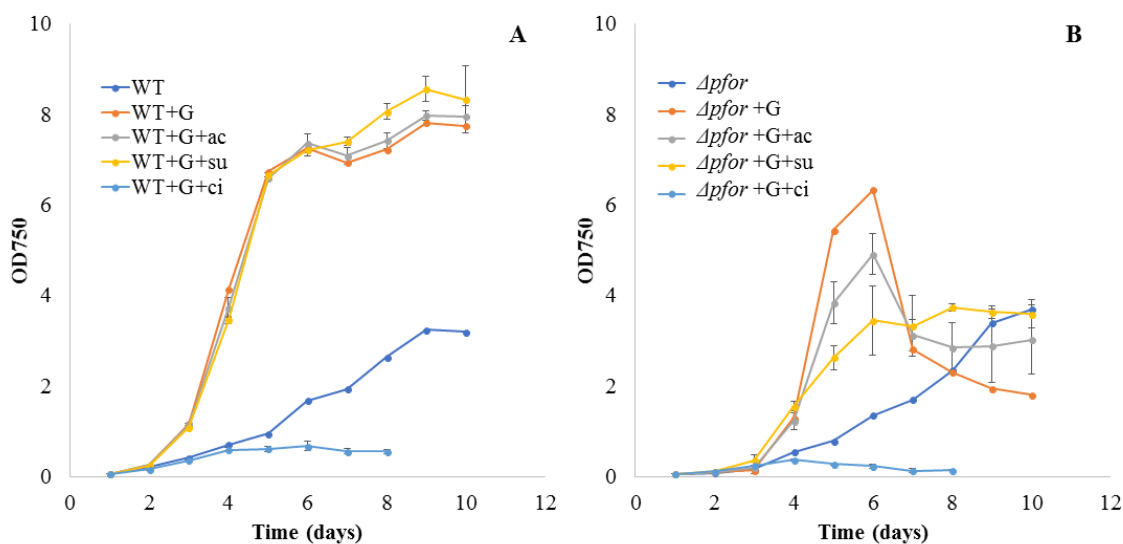 A
10
8
6
4
2
0
OD750
WT
WT+G
WT+G+ac
WT+G+su
WT+G+ci
0 2 4 6 8 10 12
Time (days)
B
10
8
6
4
2
0
OD750
Δpfor
Δpfor +G
Δpfor +G+ac
Δpfor +G+su
Δpfor +G+ci
0 2 4 6 8 10 12
Time (days)